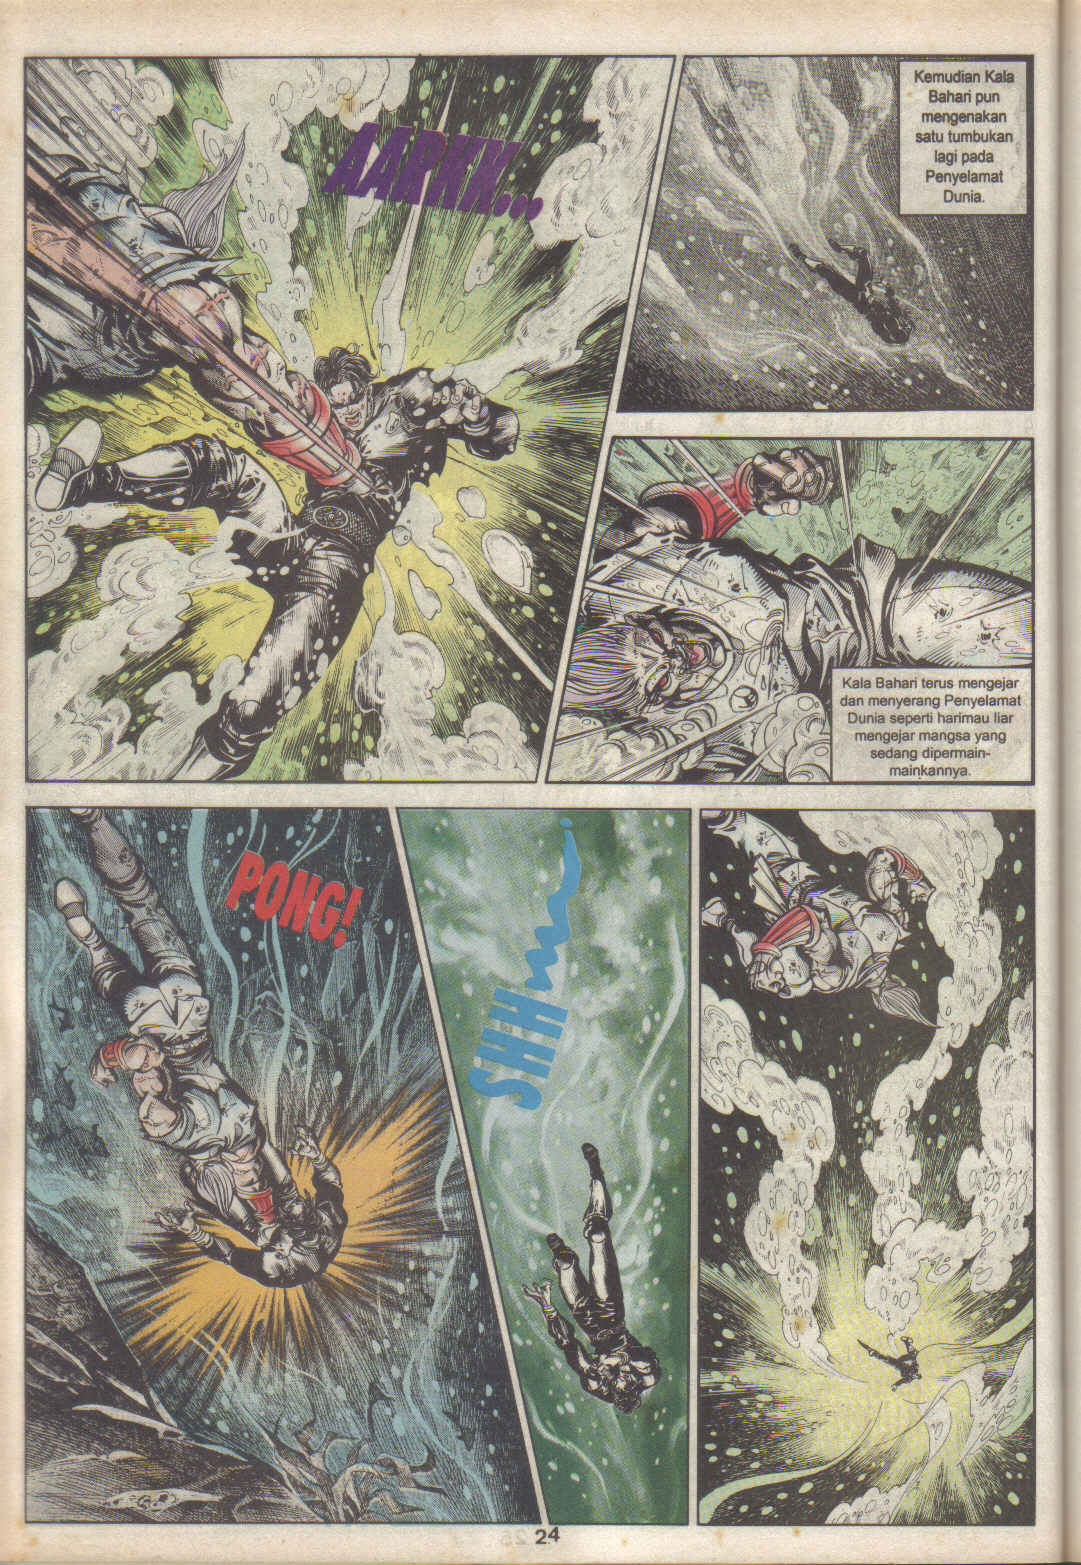 AARKK...
Kemudian Kala
Bahari pun
mengenakan
satu tumbukan
lagi pada
Penyelamat
Dunia.
Kala Bahari terus mengejar
dan menyerang Penyelamat
Dunia seperti harimau liar
mengejar mangsa yang
sedang dipermain-
mainkannya.
PONG!
SHH
24